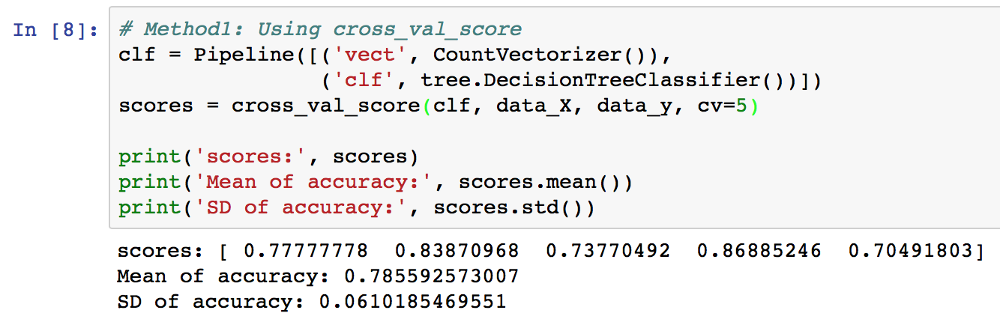 In [8]: # Method1: Using cross_val_score
clf = Pipeline([('vect', CountVectorizer()),
('clf', tree.DecisionTreeClassifier())])
scores = cross_val_score(clf, data_X, data_y, cv=5)
print('scores:', scores)
print('Mean of accuracy:', scores.mean())
print('SD of accuracy:', scores.std())
scores: [ 0.77777778 0.83870968 0.73770492 0.86885246 0.70491803]
Mean of accuracy: 0.785592573007
SD of accuracy: 0.0610185469551